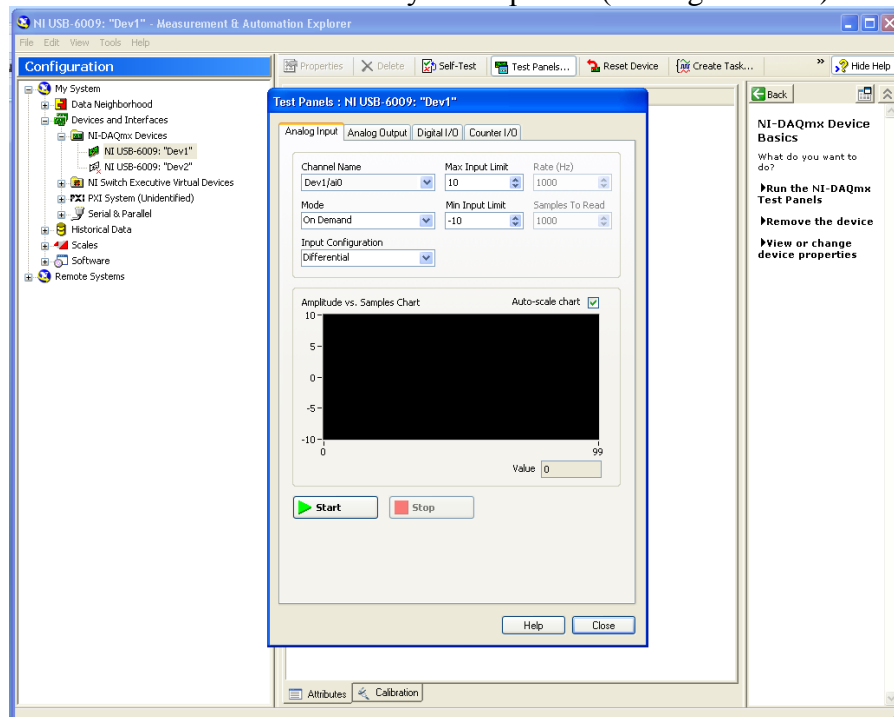 NI USB-6009: "Dev1" - Measurement & Automation Explorer
File Edit View Tools Help
Configuration
Properties Delete Self-Test Test Panels... Reset Device Create Task... » Hide Help
My System
Data Neighborhood
Devices and Interfaces
NI-DAQmx Devices
NI USB-6009: "Dev1"
NI USB-6009: "Dev2"
NI Switch Executive Virtual Devices
PXI PXI System (Unidentified)
Serial & Parallel
Historical Data
Scales
Software
Remote Systems
Test Panels : NI USB-6009: "Dev1"
Analog Input Analog Output Digital I/O Counter I/O
Channel Name Max Input Limit Rate (Hz)
Dev1/ai0 10 1000
Mode Min Input Limit Samples To Read
On Demand -10 1000
Input Configuration
Differential
Amplitude vs. Samples Chart Auto-scale chart
10
5
0
-5
-10
0 99
Value 0
Start Stop
Help Close
Back
NI-DAQmx Device
Basics
What do you want to
do?
Run the NI-DAQmx
Test Panels
Remove the device
View or change
device properties
Attributes Calibration